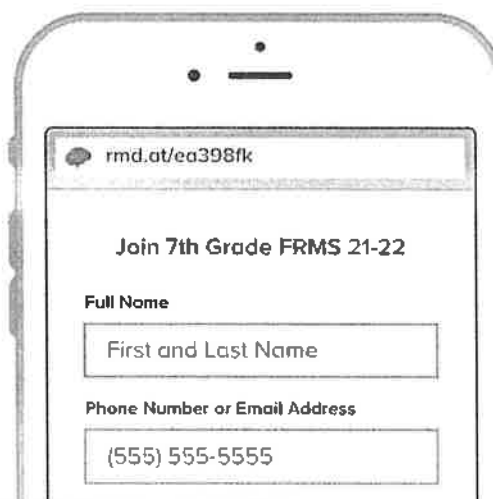 rmd.at/ea398fk
Join 7th Grade FRMS 21-22
Full Name
First and Last Name
Phone Number or Email Address
(555) 555-5555